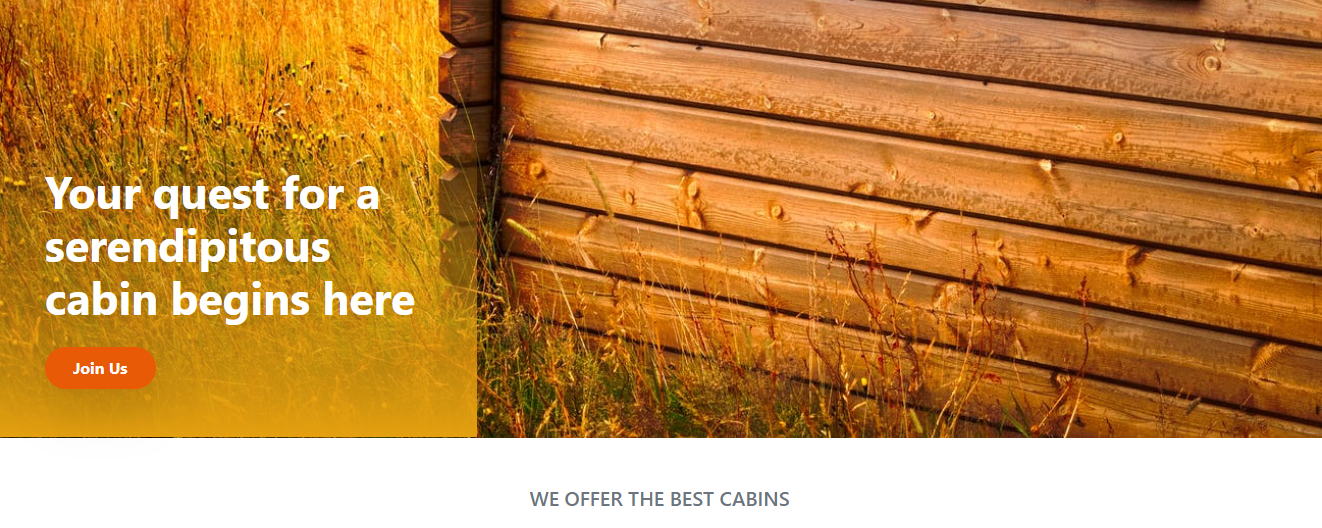 Your quest for a
serendipitous
cabin begins here
Join Us
WE OFFER THE BEST CABINS